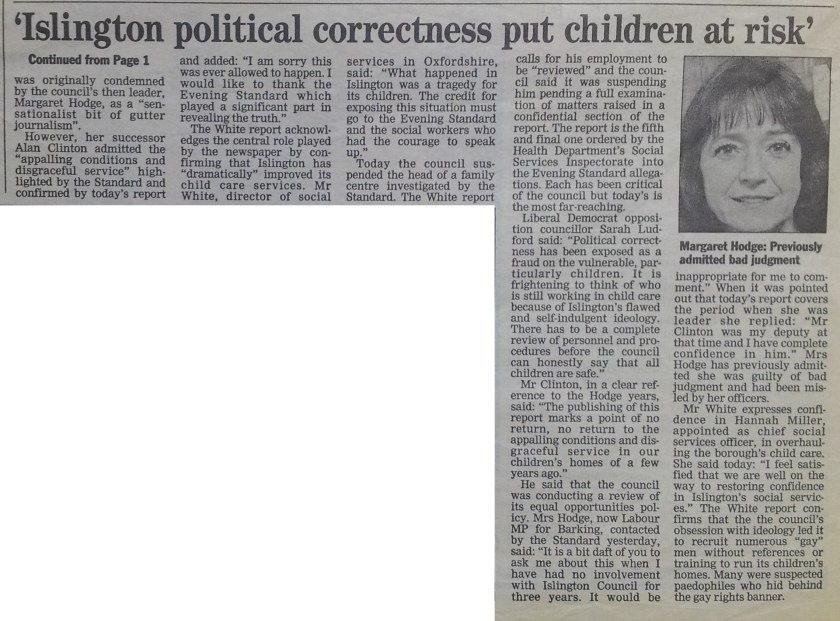 'Islington political correctness put children at risk'
Continued from Page 1
was originally condemned
by the council's then leader,
Margaret Hodge, as a "sen-
sationalist bit of gutter
journalism".
However, her successor
Alan Clinton admitted the
"appalling conditions and
disgraceful service" high-
lighted by the Standard and
confirmed by today's report
and added: "I am sorry this
was ever allowed to happen. I
would like to thank the
Evening Standard which
played a significant part in
revealing the truth."
The White report acknowl-
edges the central role played
by the newspaper by con-
firming that Islington has
"dramatically" improved its
child care services. Mr
White, director of social
services in Oxfordshire,
said: "What happened in
Islington was a tragedy for
its children. The credit for
exposing this situation must
go to the Evening Standard
and the social workers who
had the courage to speak
up."
Today the council sus-
pended the head of a family
centre investigated by the
Standard. The White report
calls for his employment to
be "reviewed" and the coun-
cil said it was suspending
him pending a full examina-
tion of matters raised in a
confidential section of the
report. The report is the fifth
and final one ordered by the
Health Department's Social
Services Inspectorate into
the Evening Standard allega-
tions. Each has been critical
of the council but today's is
the most far-reaching.
Liberal Democrat opposi-
tion councillor Sarah Lud-
ford said: "Political correct-
ness has been exposed as a
fraud on the vulnerable, par-
ticularly children. It is
frightening to think of who
is still working in child care
because of Islington's flawed
and self-indulgent ideology.
There has to be a complete
review of personnel and pro-
cedures before the council
can honestly say that all
children are safe."
Mr Clinton, in a clear ref-
erence to the Hodge years,
said: "The publishing of this
report marks a point of no
return, no return to the
appalling conditions and dis-
graceful service in our
children's homes of a few
years ago."
He said that the council
was conducting a review of
its equal opportunities pol-
icy. Mrs Hodge, now Labour
MP for Barking, contacted
by the Standard yesterday,
said: "It is a bit daft of you to
ask me about this when I
have had no involvement
with Islington Council for
three years. It would be
Margaret Hodge: Previously
admitted bad judgment
inappropriate for me to com-
ment." When it was pointed
out that today's report covers
the period when she was
leader she replied: "Mr
Clinton was my deputy at
that time and I have complete
confidence in him." Mrs
Hodge has previously admit-
ted she was guilty of bad
judgment and had been mis-
led by her officers.
Mr White expresses confi-
dence in Hannah Miller,
appointed as chief social
services officer, in overhaul-
ing the borough's child care.
She said today: "I feel satis-
fied that we are well on the
way to restoring confidence
in Islington's social servic-
es." The White report con-
firms that the the council's
obsession with ideology led it
to recruit numerous "gay"
men without references or
training to run its children's
homes. Many were suspected
paedophiles who hid behind
the gay rights banner.